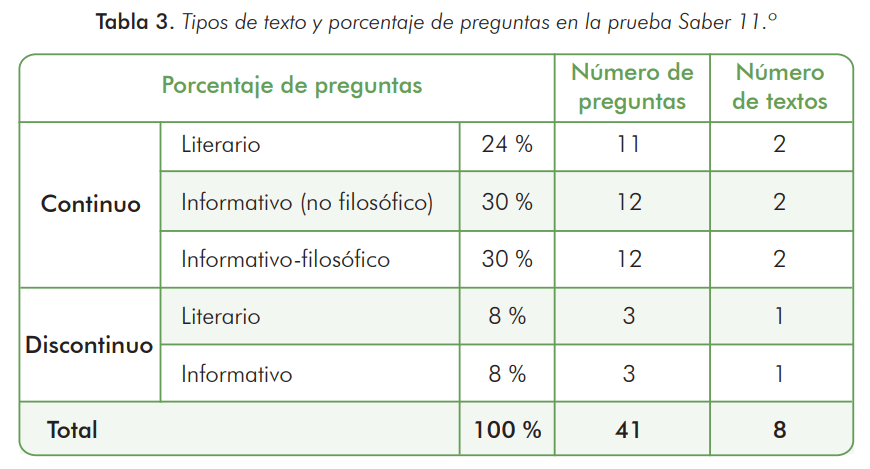 Tabla 3. Tipos de texto y porcentaje de preguntas en la prueba Saber 11.º
Porcentaje de preguntas Número de preguntas Número de textos
Continuo Literario 24 % 11 2
Informativo (no filosófico) 30 % 12 2
Informativo-filosófico 30 % 12 2
Discontinuo Literario 8 % 3 1
Informativo 8 % 3 1
Total 100 % 41 8